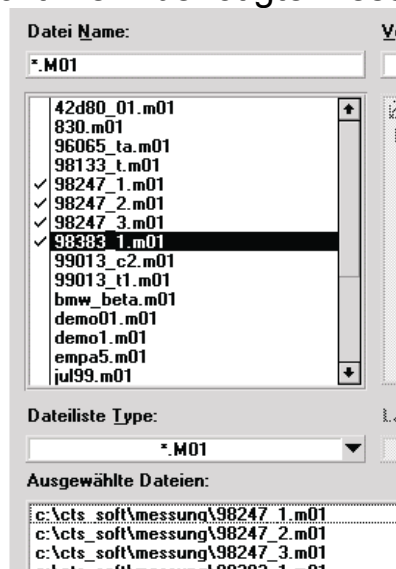 Datei Name:
*.M01
42d80_01.m01
830.m01
96065_ta.m01
98133_t.m01
98247_1.m01
98247_2.m01
98247_3.m01
98383_1.m01
99013_c2.m01
99013_t1.m01
bmw_beta.m01
demo01.m01
demo1.m01
empa5.m01
jul99.m01
Dateiliste Type:
*.M01
Ausgewählte Dateien:
c:\cts_soft\messung\98247_1.m01
c:\cts_soft\messung\98247_2.m01
c:\cts_soft\messung\98247_3.m01